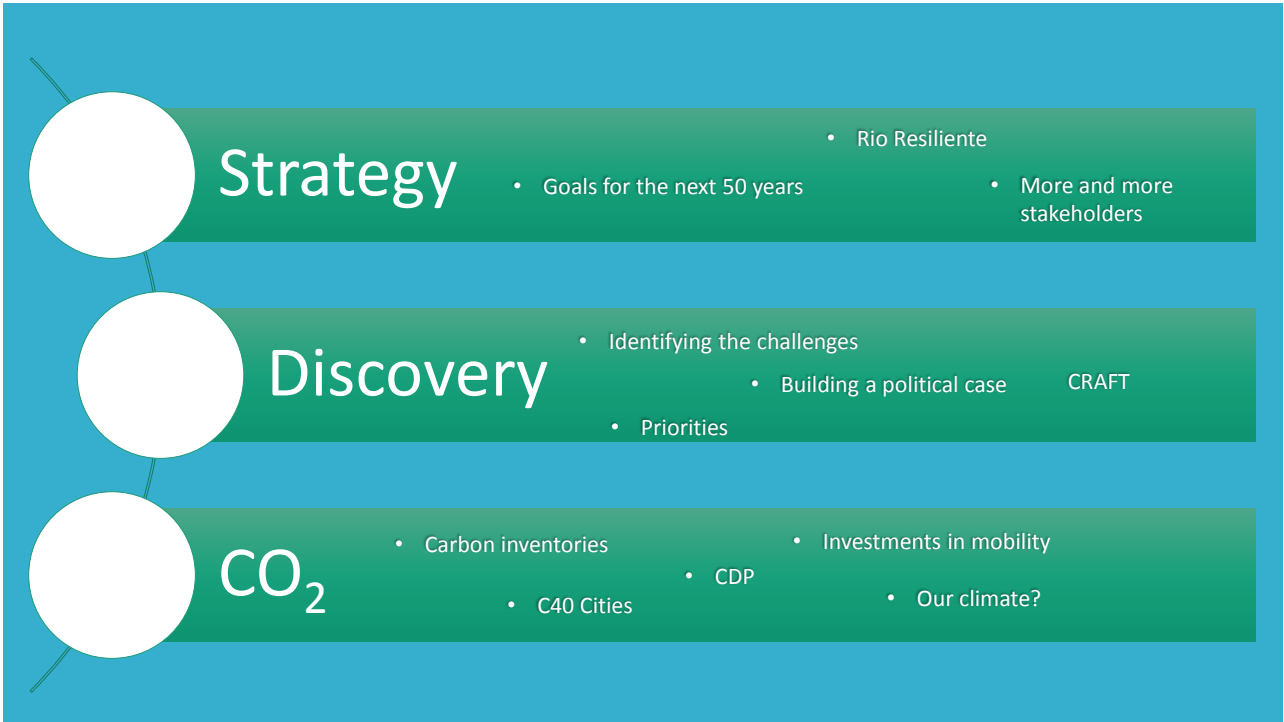 Strategy
• Rio Resiliente
• Goals for the next 50 years
• More and more
stakeholders
Discovery
• Identifying the challenges
• Building a political case
CRAFT
• Priorities
CO₂
• Carbon inventories
• Investments in mobility
• CDP
• C40 Cities
• Our climate?